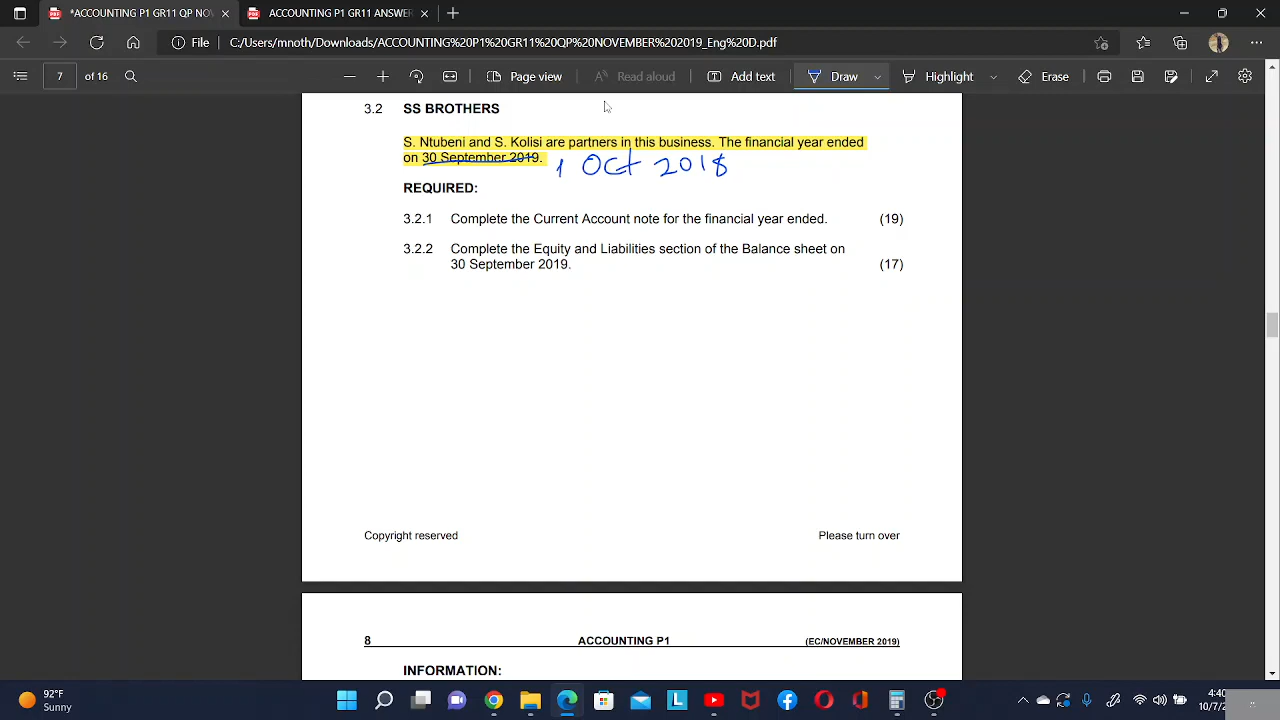 *ACCOUNTING P1 GR11 QP NOV
ACCOUNTING P1 GR11 ANSWER
File
C:/Users/mnoth/Downloads/ACCOUNTING%20P1%20GR11%20QP%20NOVEMBER%202019_Eng%20D.pdf
7 of 16
Page view
Read aloud
Add text
Draw
Highlight
Erase
3.2 SS BROTHERS
S. Ntubeni and S. Kolisi are partners in this business. The financial year ended
on 30 September 2019. 1 Oct 2018
REQUIRED:
3.2.1 Complete the Current Account note for the financial year ended. (19)
3.2.2 Complete the Equity and Liabilities section of the Balance sheet on
30 September 2019. (17)
Copyright reserved Please turn over
8 ACCOUNTING P1 (EC/NOVEMBER 2019)
INFORMATION:
92°F
Sunny